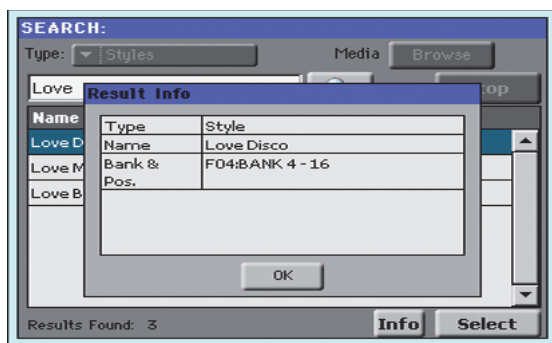 SEARCH:
Type: Styles Media Browse
Love
Result Info
Name
Type Style
Love D
Name Love Disco
Love M
Bank & F04:BANK 4 - 16
Pos.
Love B
OK
Results Found: 3 Info Select